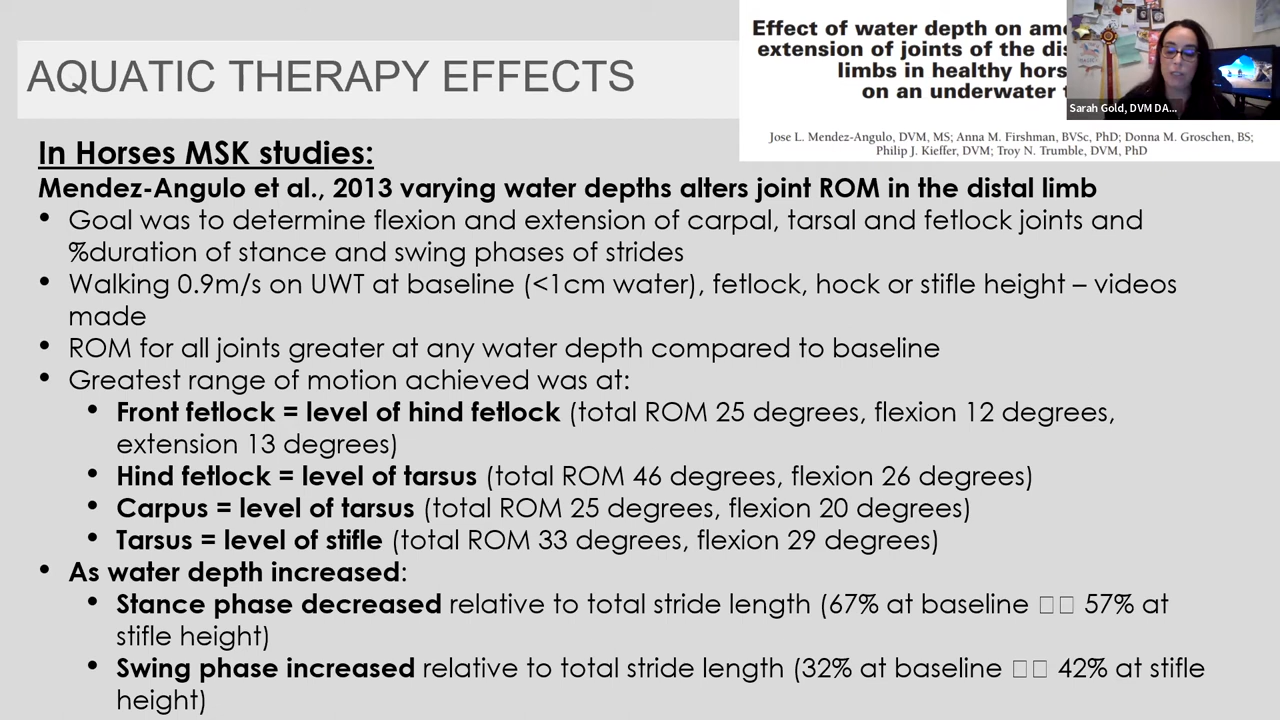 AQUATIC THERAPY EFFECTS
Effect of water depth on
extension of joints of the
limbs in healthy
on an underwater
Sarah Gold, DVM DA...
Jose L. Mendez-Angulo, DVM, MS; Anna M. Firshman, BVSc, PhD; Donna M. Groschen, BS;
Philip J. Kieffer, DVM; Troy N. Trumble, DVM, PhD
In Horses MSK studies:
Mendez-Angulo et al., 2013 varying water depths alters joint ROM in the distal limb
• Goal was to determine flexion and extension of carpal, tarsal and fetlock joints and
%duration of stance and swing phases of strides
• Walking 0.9m/s on UWT at baseline (<1cm water), fetlock, hock or stifle height – videos
made
• ROM for all joints greater at any water depth compared to baseline
• Greatest range of motion achieved was at:
• Front fetlock = level of hind fetlock (total ROM 25 degrees, flexion 12 degrees,
extension 13 degrees)
• Hind fetlock = level of tarsus (total ROM 46 degrees, flexion 26 degrees)
• Carpus = level of tarsus (total ROM 25 degrees, flexion 20 degrees)
• Tarsus = level of stifle (total ROM 33 degrees, flexion 29 degrees)
• As water depth increased:
• Stance phase decreased relative to total stride length (67% at baseline □□ 57% at
stifle height)
• Swing phase increased relative to total stride length (32% at baseline □□ 42% at stifle
height)